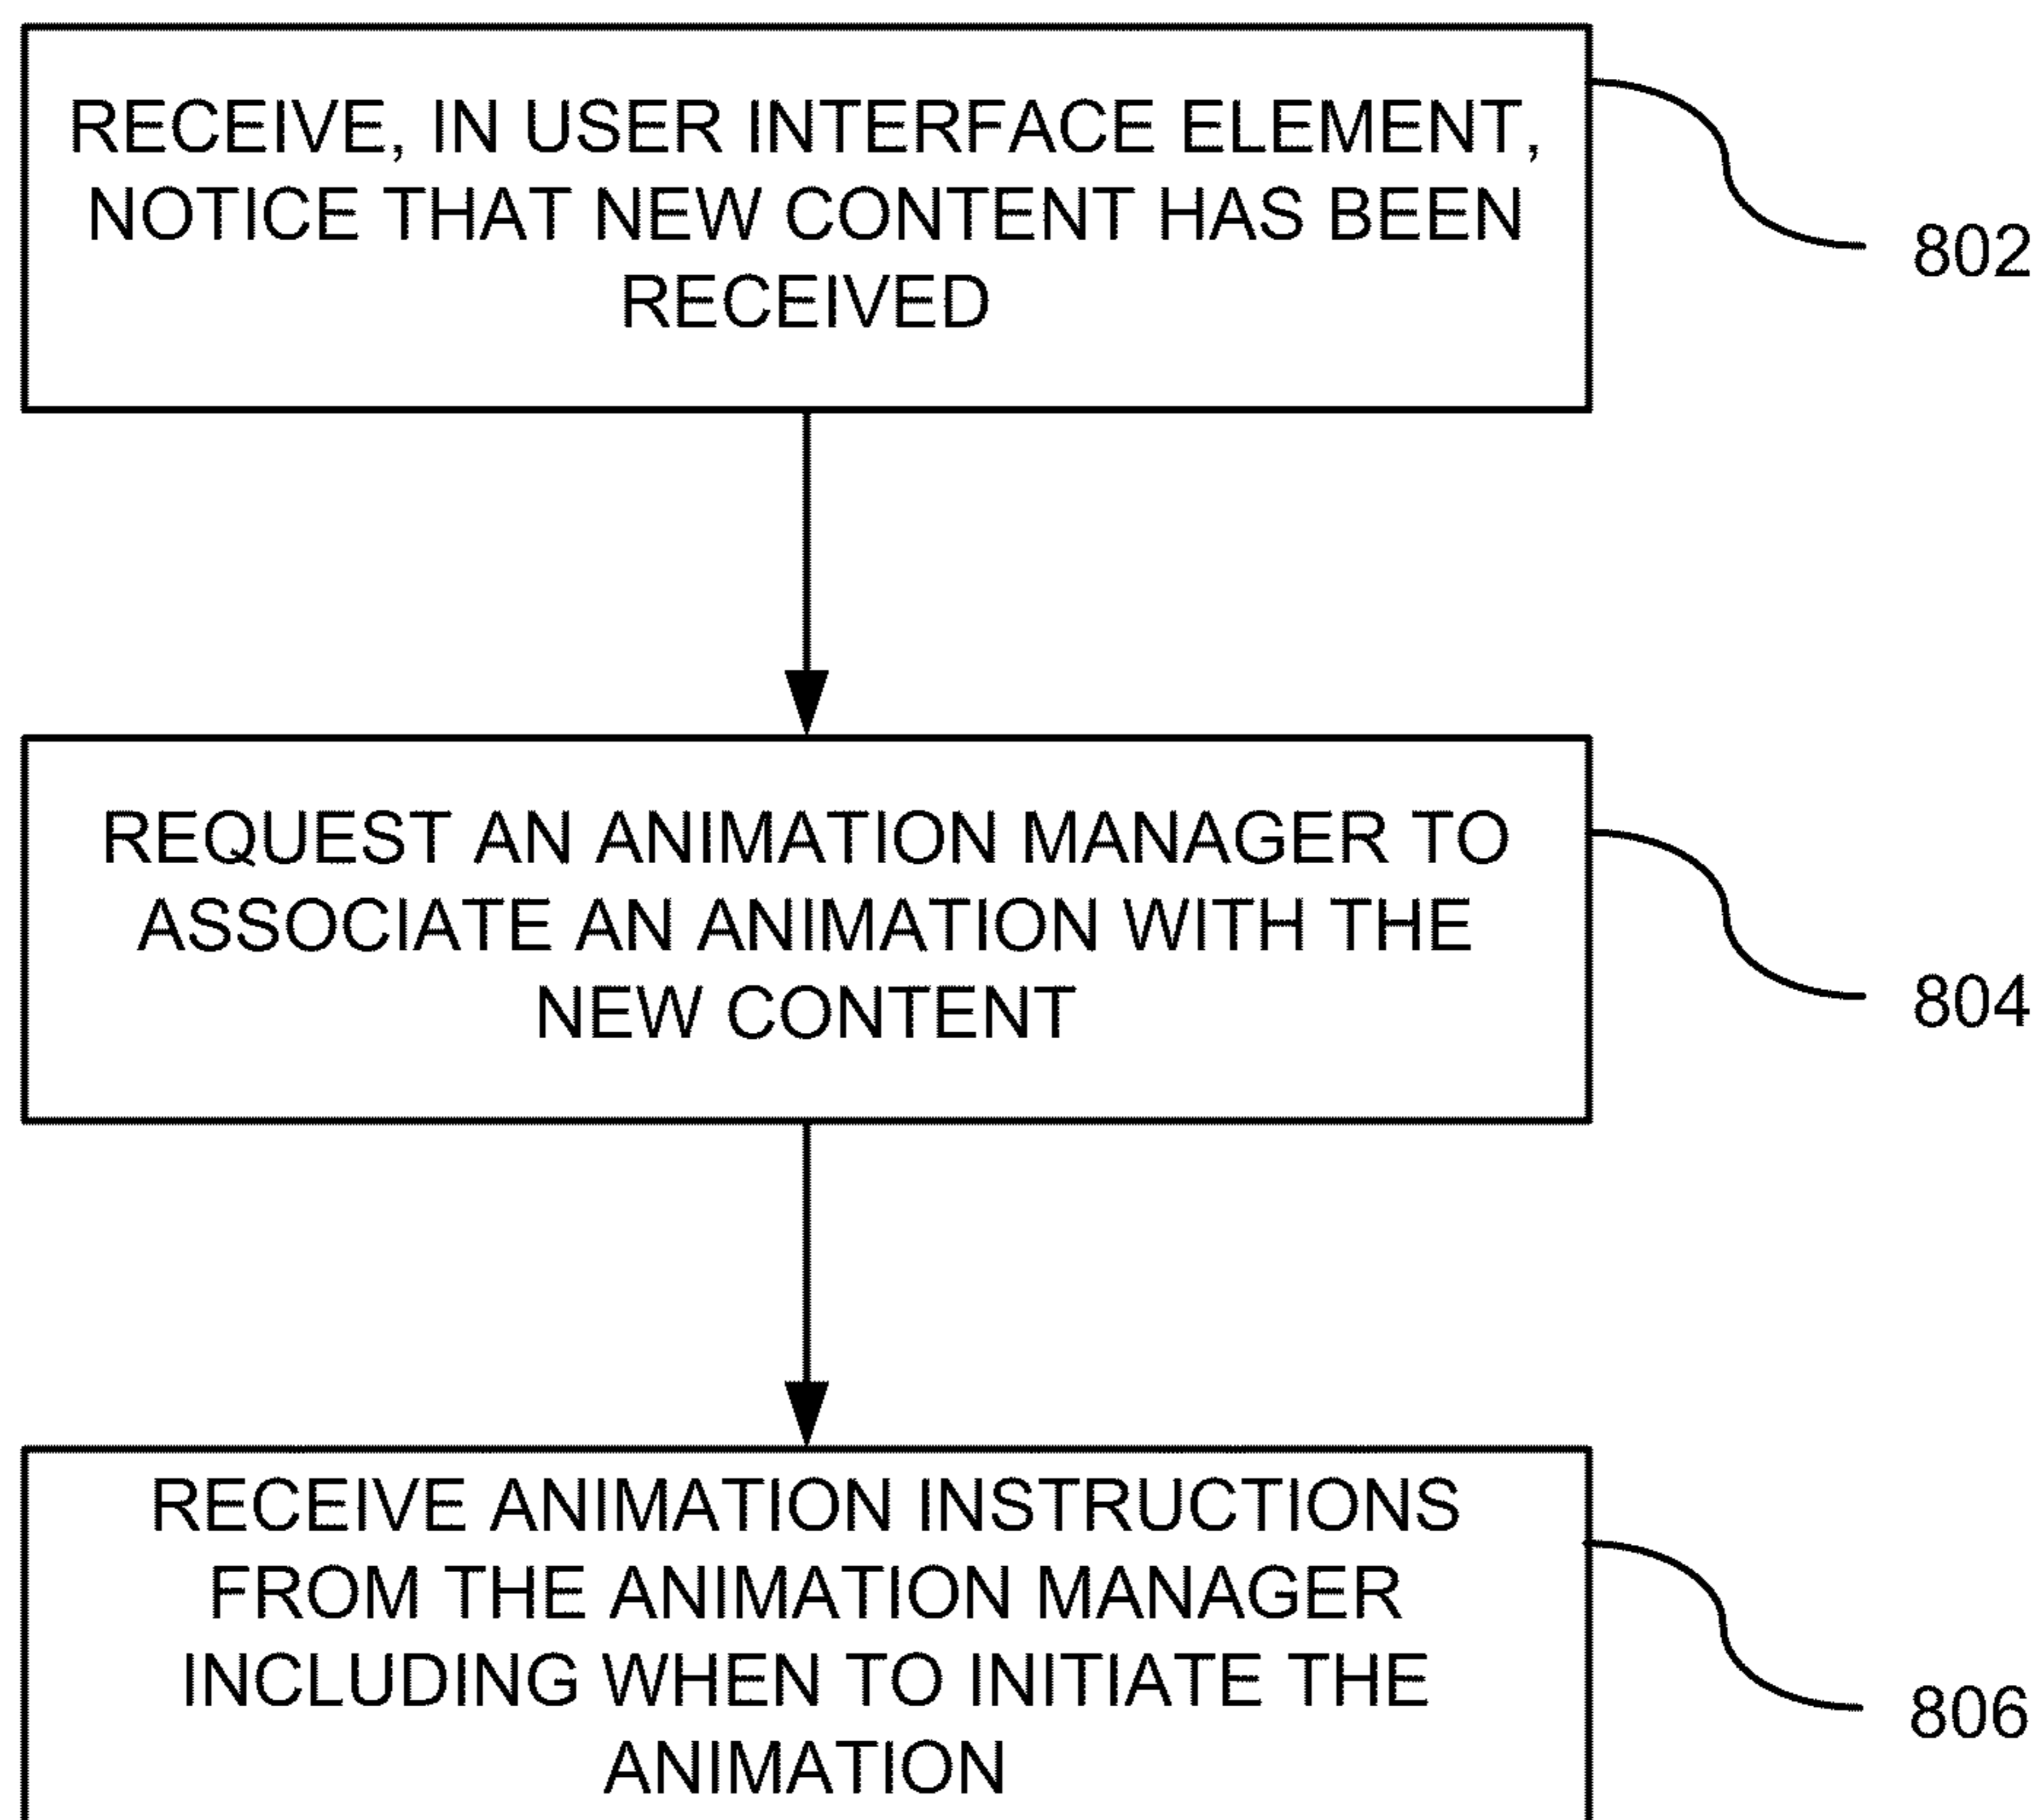 RECEIVE, IN USER INTERFACE ELEMENT,
NOTICE THAT NEW CONTENT HAS BEEN
RECEIVED
802
REQUEST AN ANIMATION MANAGER TO
ASSOCIATE AN ANIMATION WITH THE
NEW CONTENT
804
RECEIVE ANIMATION INSTRUCTIONS
FROM THE ANIMATION MANAGER
INCLUDING WHEN TO INITIATE THE
ANIMATION
806